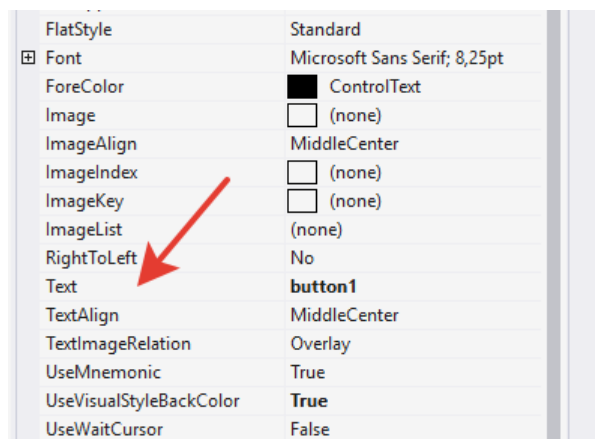 FlatStyle Standard
Font Microsoft Sans Serif; 8,25pt
ForeColor ControlText
Image (none)
ImageAlign MiddleCenter
ImageIndex (none)
ImageKey (none)
ImageList (none)
RightToLeft No
Text button1
TextAlign MiddleCenter
TextImageRelation Overlay
UseMnemonic True
UseVisualStyleBackColor True
UseWaitCursor False